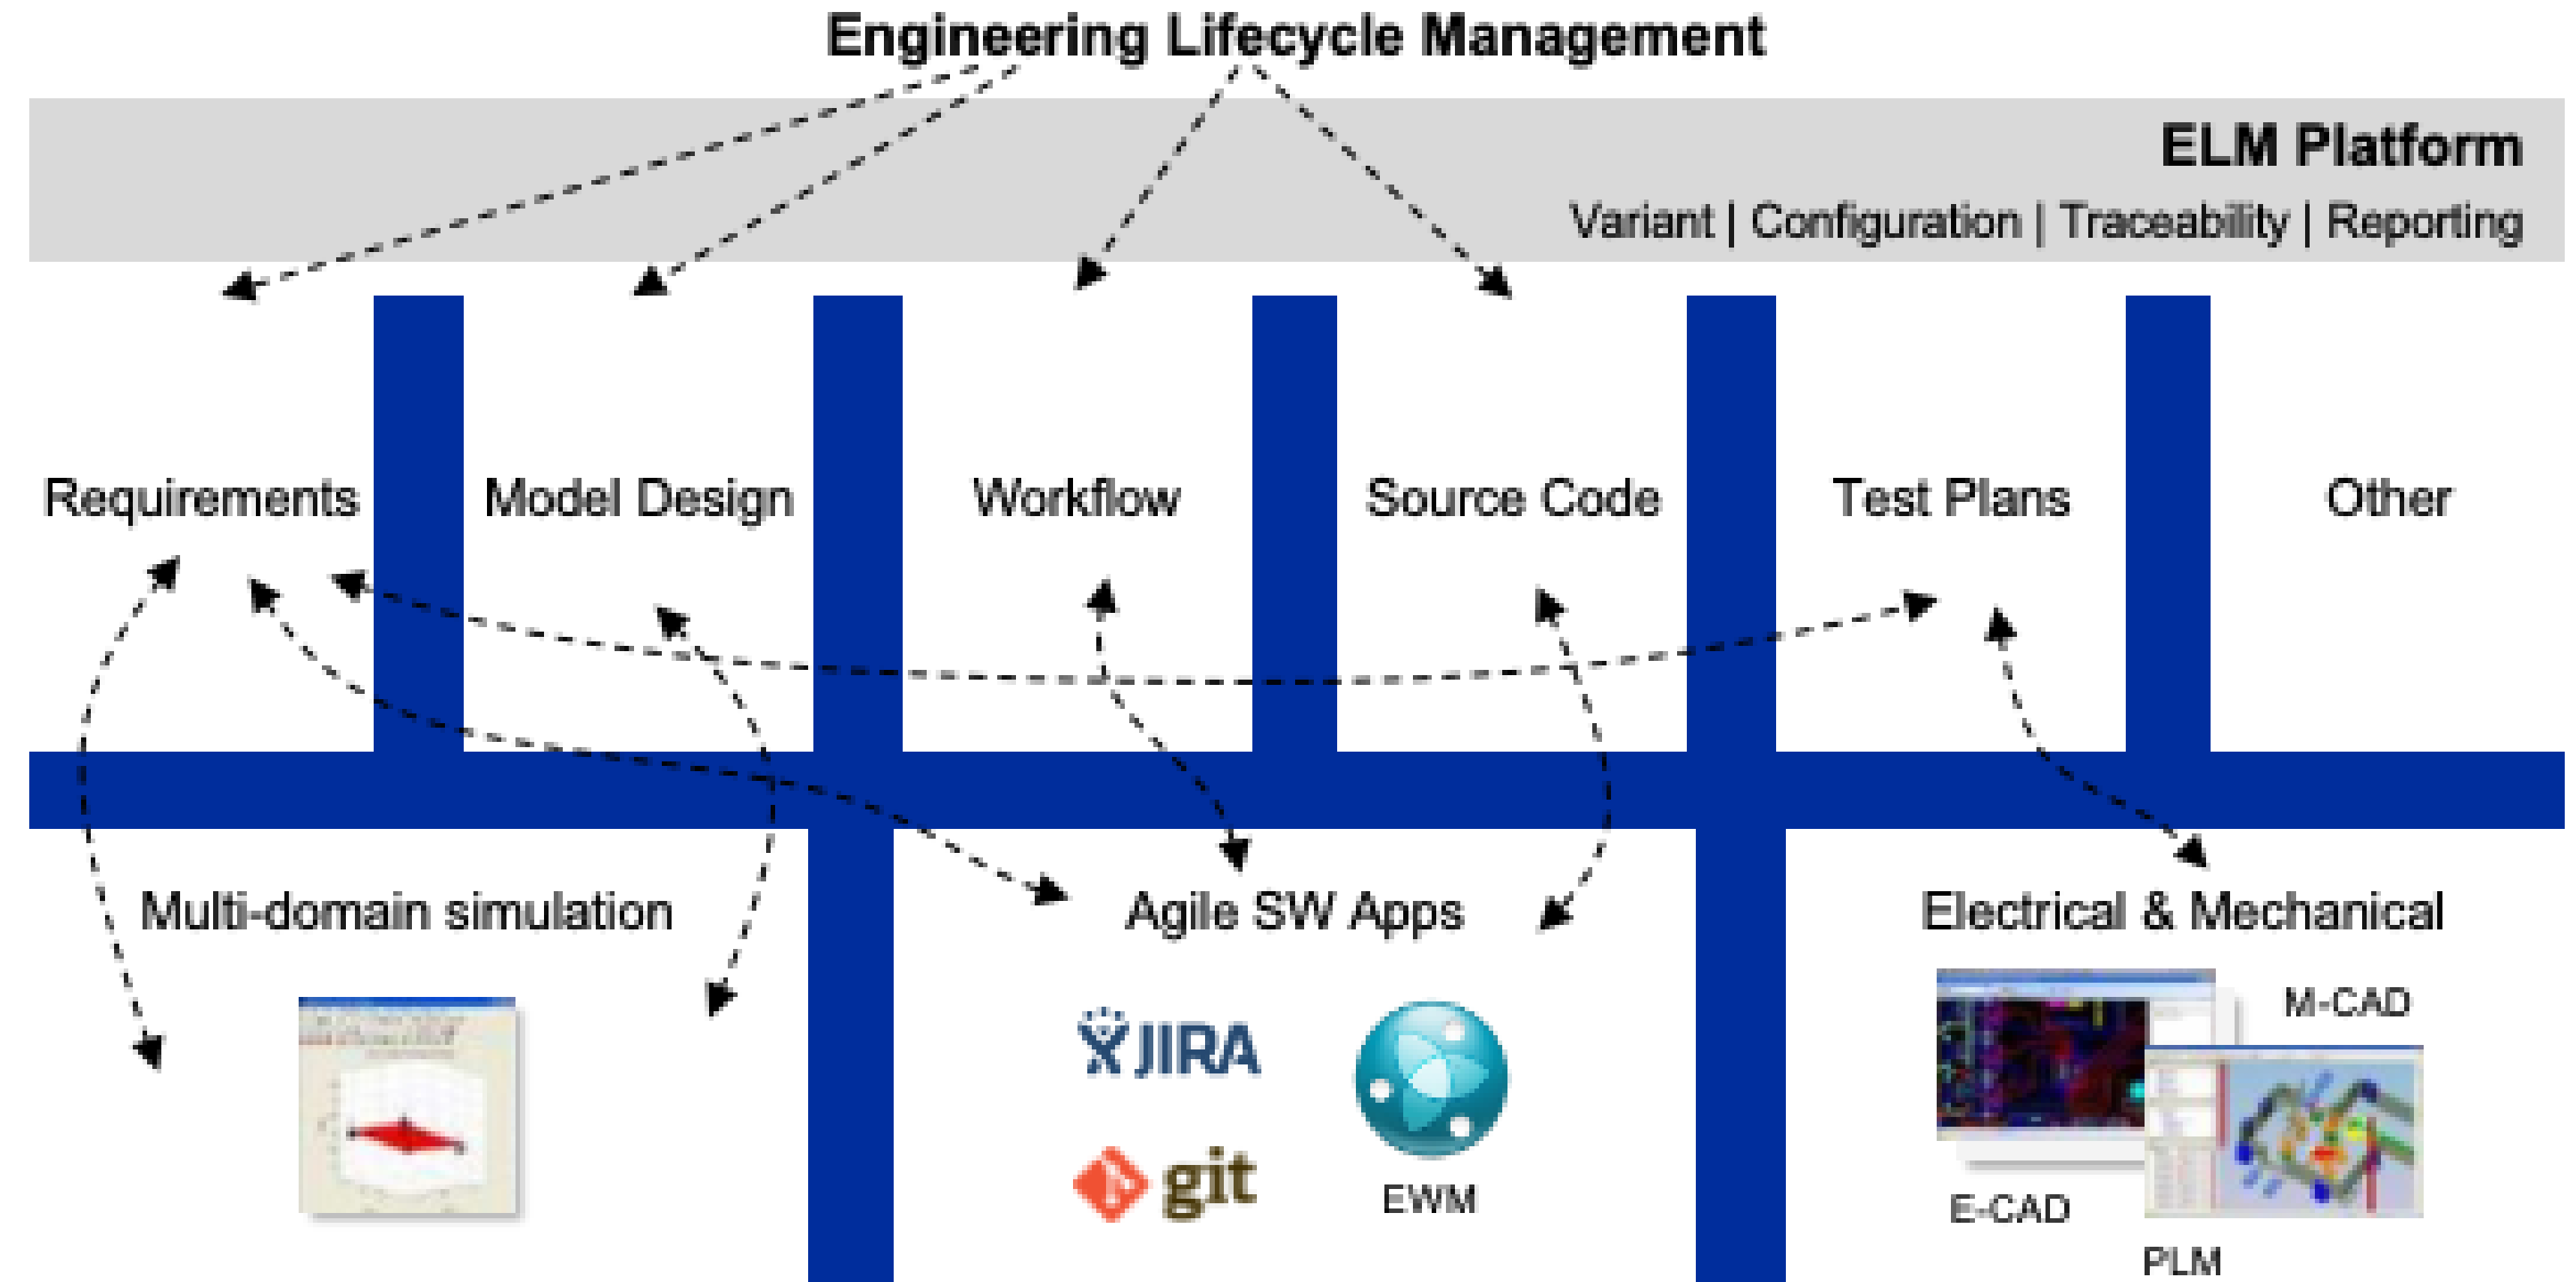 Engineering Lifecycle Management
ELM Platform
Variant | Configuration | Traceability | Reporting
Requirements
Model Design
Workflow
Source Code
Test Plans
Other
Multi-domain simulation
Agile SW Apps
Electrical & Mechanical
JIRA
git
EWM
M-CAD
E-CAD
PLM